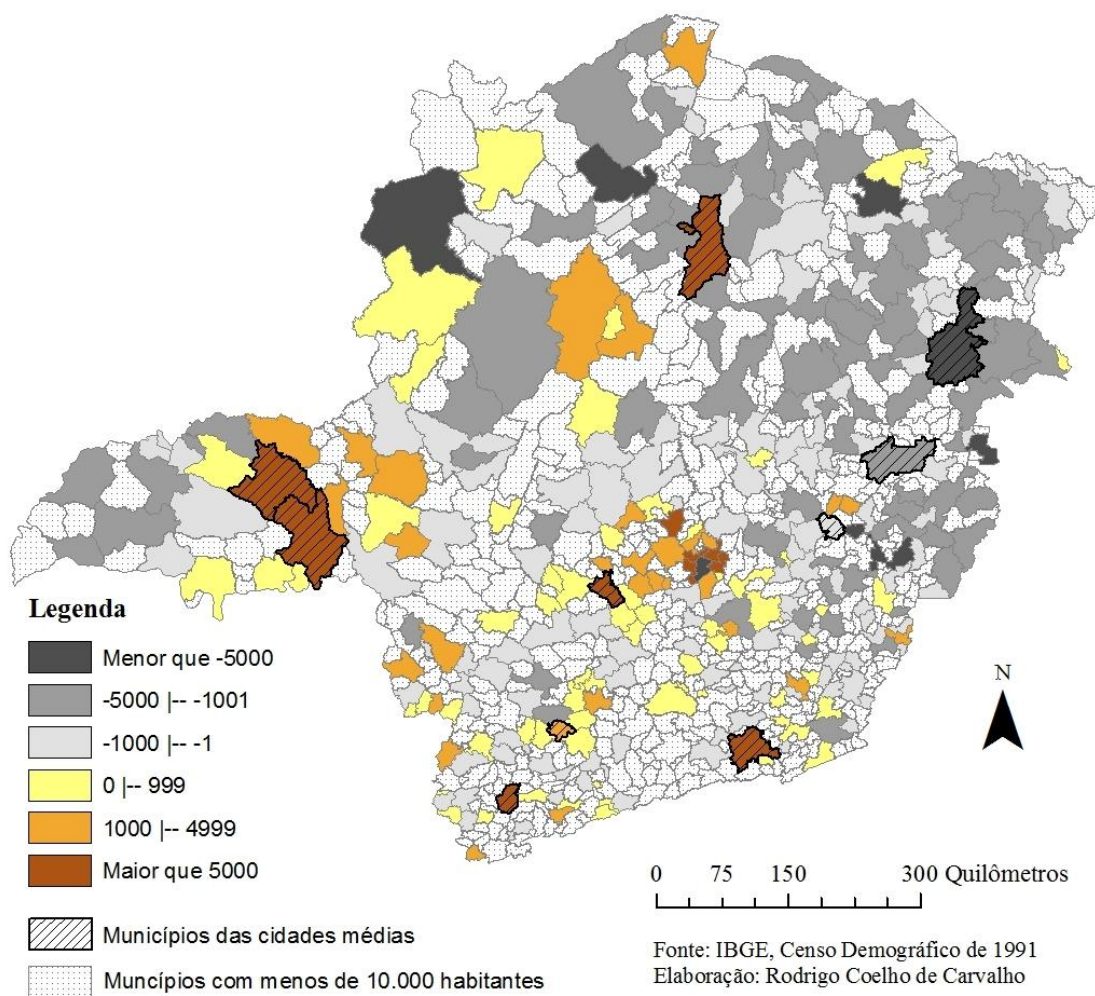 Legenda
Menor que -5000
-5000 |-- -1001
-1000 |-- -1
0 |-- 999
1000 |-- 4999
Maior que 5000
Municípios das cidades médias
Muncípios com menos de 10.000 habitantes
N
0 75 150 300 Quilômetros
Fonte: IBGE, Censo Demográfico de 1991
Elaboração: Rodrigo Coelho de Carvalho